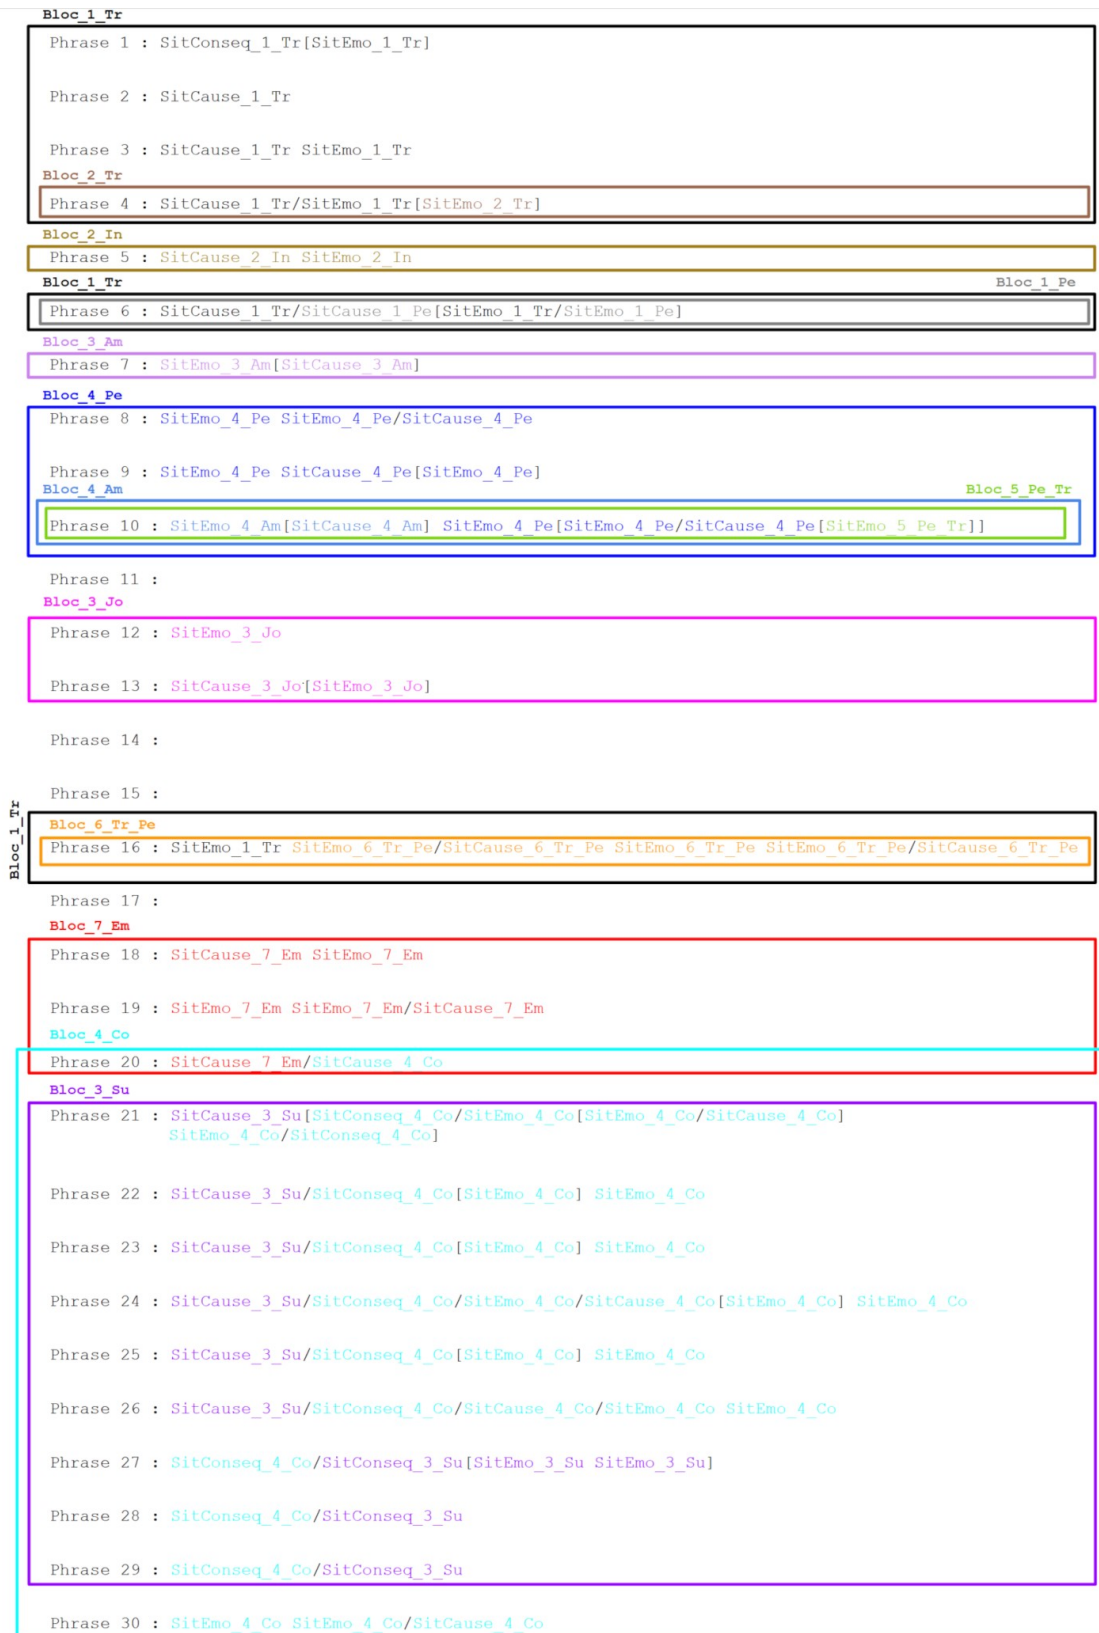 Bloc_1_Tr
Phrase 1 : SitConseq_1_Tr[SitEmo_1_Tr]
Phrase 2 : SitCause_1_Tr
Phrase 3 : SitCause_1_Tr SitEmo_1_Tr
Bloc_2_Tr
Phrase 4 : SitCause_1_Tr/SitEmo_1_Tr[SitEmo_2_Tr]
Bloc_2_In
Phrase 5 : SitCause_2_In SitEmo_2_In
Bloc_1_Tr Bloc_1_Pe
Phrase 6 : SitCause_1_Tr/SitCause_1_Pe[SitEmo_1_Tr/SitEmo_1_Pe]
Bloc_3_Am
Phrase 7 : SitEmo_3_Am[SitCause_3_Am]
Bloc_4_Pe
Phrase 8 : SitEmo_4_Pe SitEmo_4_Pe/SitCause_4_Pe
Phrase 9 : SitEmo_4_Pe SitCause_4_Pe[SitEmo_4_Pe]
Bloc_4_Am Bloc_5_Pe_Tr
Phrase 10 : SitEmo_4_Am[SitCause_4_Am] SitEmo_4_Pe[SitEmo_4_Pe/SitCause_4_Pe[SitEmo_5_Pe_Tr]]
Phrase 11 :
Bloc_3_Jo
Phrase 12 : SitEmo_3_Jo
Phrase 13 : SitCause_3_Jo[SitEmo_3_Jo]
Phrase 14 :
Phrase 15 :
Bloc_1_Tr
Bloc_6_Tr_Pe
Phrase 16 : SitEmo_1_Tr SitEmo_6_Tr_Pe/SitCause_6_Tr_Pe SitEmo_6_Tr_Pe SitEmo_6_Tr_Pe/SitCause_6_Tr_Pe
Phrase 17 :
Bloc_7_Em
Phrase 18 : SitCause_7_Em SitEmo_7_Em
Phrase 19 : SitEmo_7_Em SitEmo_7_Em/SitCause_7_Em
Bloc_4_Co
Phrase 20 : SitCause_7_Em/SitCause_4_Co
Bloc_3_Su
Phrase 21 : SitCause_3_Su[SitConseq_4_Co/SitEmo_4_Co[SitEmo_4_Co/SitCause_4_Co]
SitEmo_4_Co/SitConseq_4_Co]
Phrase 22 : SitCause_3_Su/SitConseq_4_Co[SitEmo_4_Co] SitEmo_4_Co
Phrase 23 : SitCause_3_Su/SitConseq_4_Co[SitEmo_4_Co] SitEmo_4_Co
Phrase 24 : SitCause_3_Su/SitConseq_4_Co/SitEmo_4_Co/SitCause_4_Co[SitEmo_4_Co] SitEmo_4_Co
Phrase 25 : SitCause_3_Su/SitConseq_4_Co[SitEmo_4_Co] SitEmo_4_Co
Phrase 26 : SitCause_3_Su/SitConseq_4_Co/SitCause_4_Co/SitEmo_4_Co SitEmo_4_Co
Phrase 27 : SitConseq_4_Co/SitConseq_3_Su[SitEmo_3_Su SitEmo_3_Su]
Phrase 28 : SitConseq_4_Co/SitConseq_3_Su
Phrase 29 : SitConseq_4_Co/SitConseq_3_Su
Phrase 30 : SitEmo_4_Co SitEmo_4_Co/SitCause_4_Co